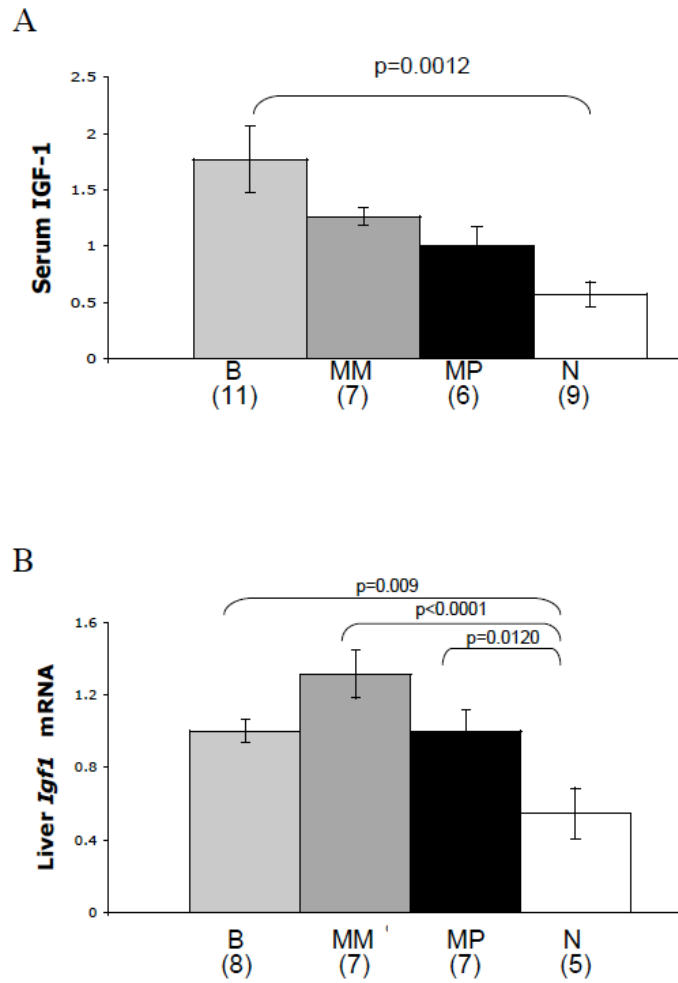 A
p=0.0012
2.5
2
1.5
1
0.5
0
Serum IGF-1
B MM MP N
(11) (7) (6) (9)
B
p=0.009
p<0.0001
p=0.0120
1.6
1.2
0.8
0.4
0
Liver Igf1 mRNA
B MM MP N
(8) (7) (7) (5)